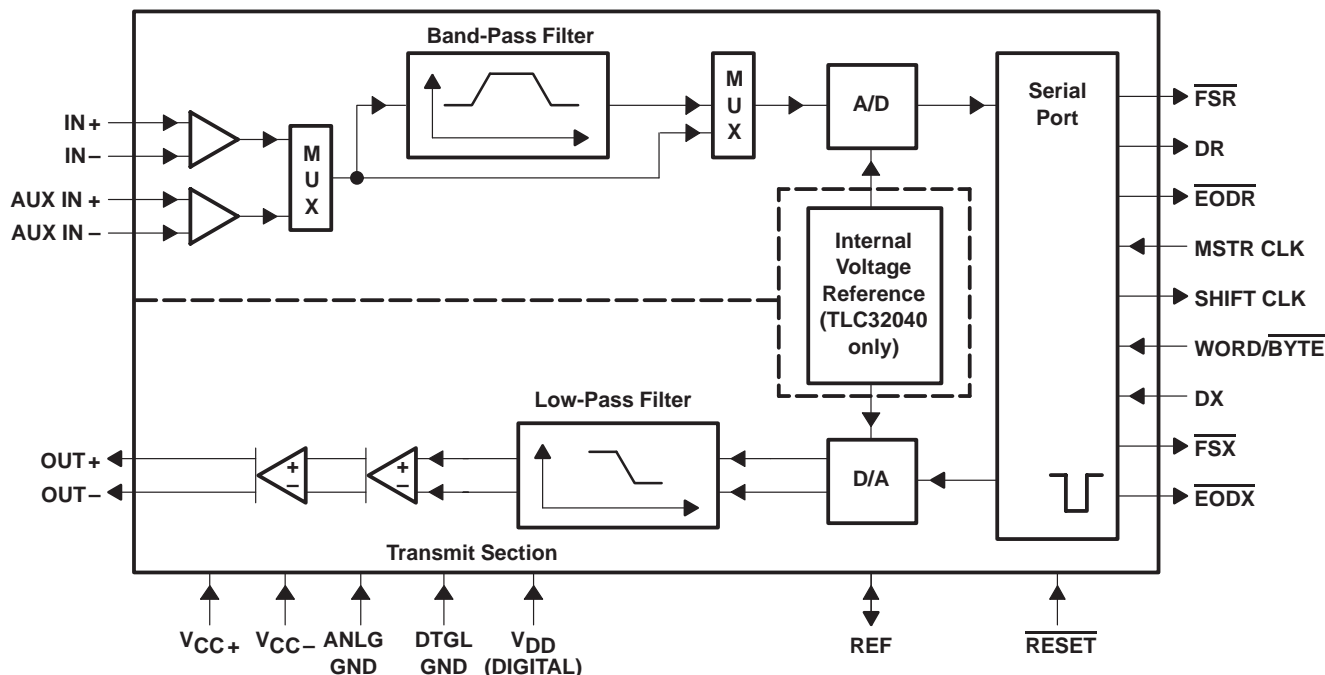 Band-Pass Filter
M
U
X
A/D
Serial
Port
IN+
IN−
AUX IN +
AUX IN −
M
U
X
Internal
Voltage
Reference
(TLC32040
only)
FSR
DR
EODR
MSTR CLK
SHIFT CLK
WORD/BYTE
DX
FSX
EODX
Low-Pass Filter
OUT+
OUT−
+
−
+
−
D/A
Transmit Section
VCC+
VCC−
ANLG
GND
DTGL
GND
VDD
(DIGITAL)
REF
RESET